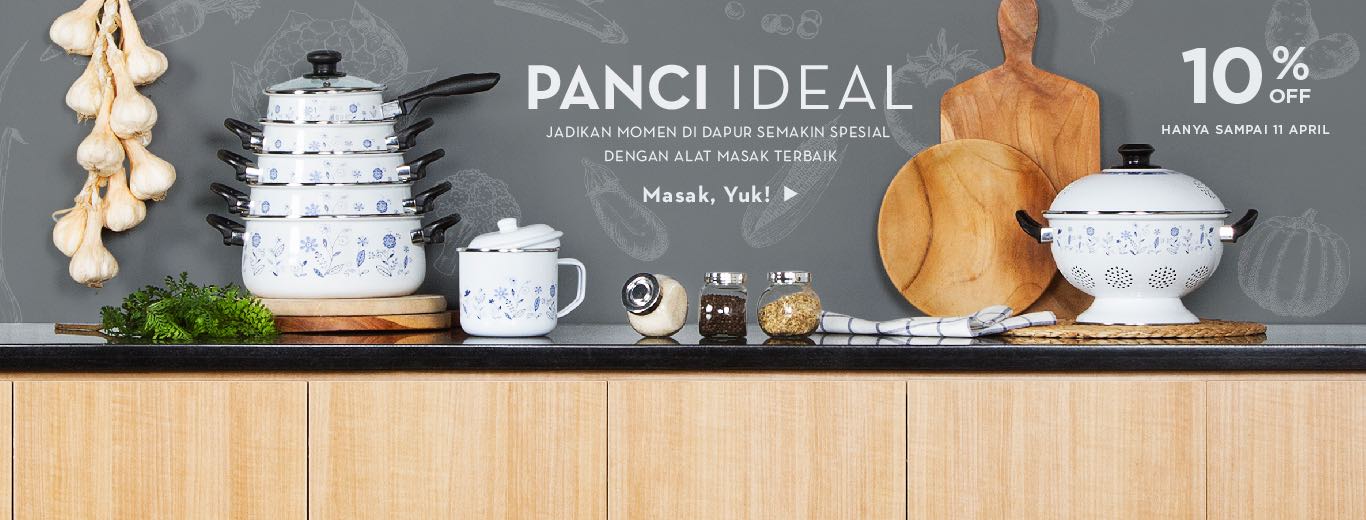 PANCI IDEAL
JADIKAN MOMEN DI DAPUR SEMAKIN SPESIAL
DENGAN ALAT MASAK TERBAIK
Masak, Yuk!
10% OFF
HANYA SAMPAI 11 APRIL